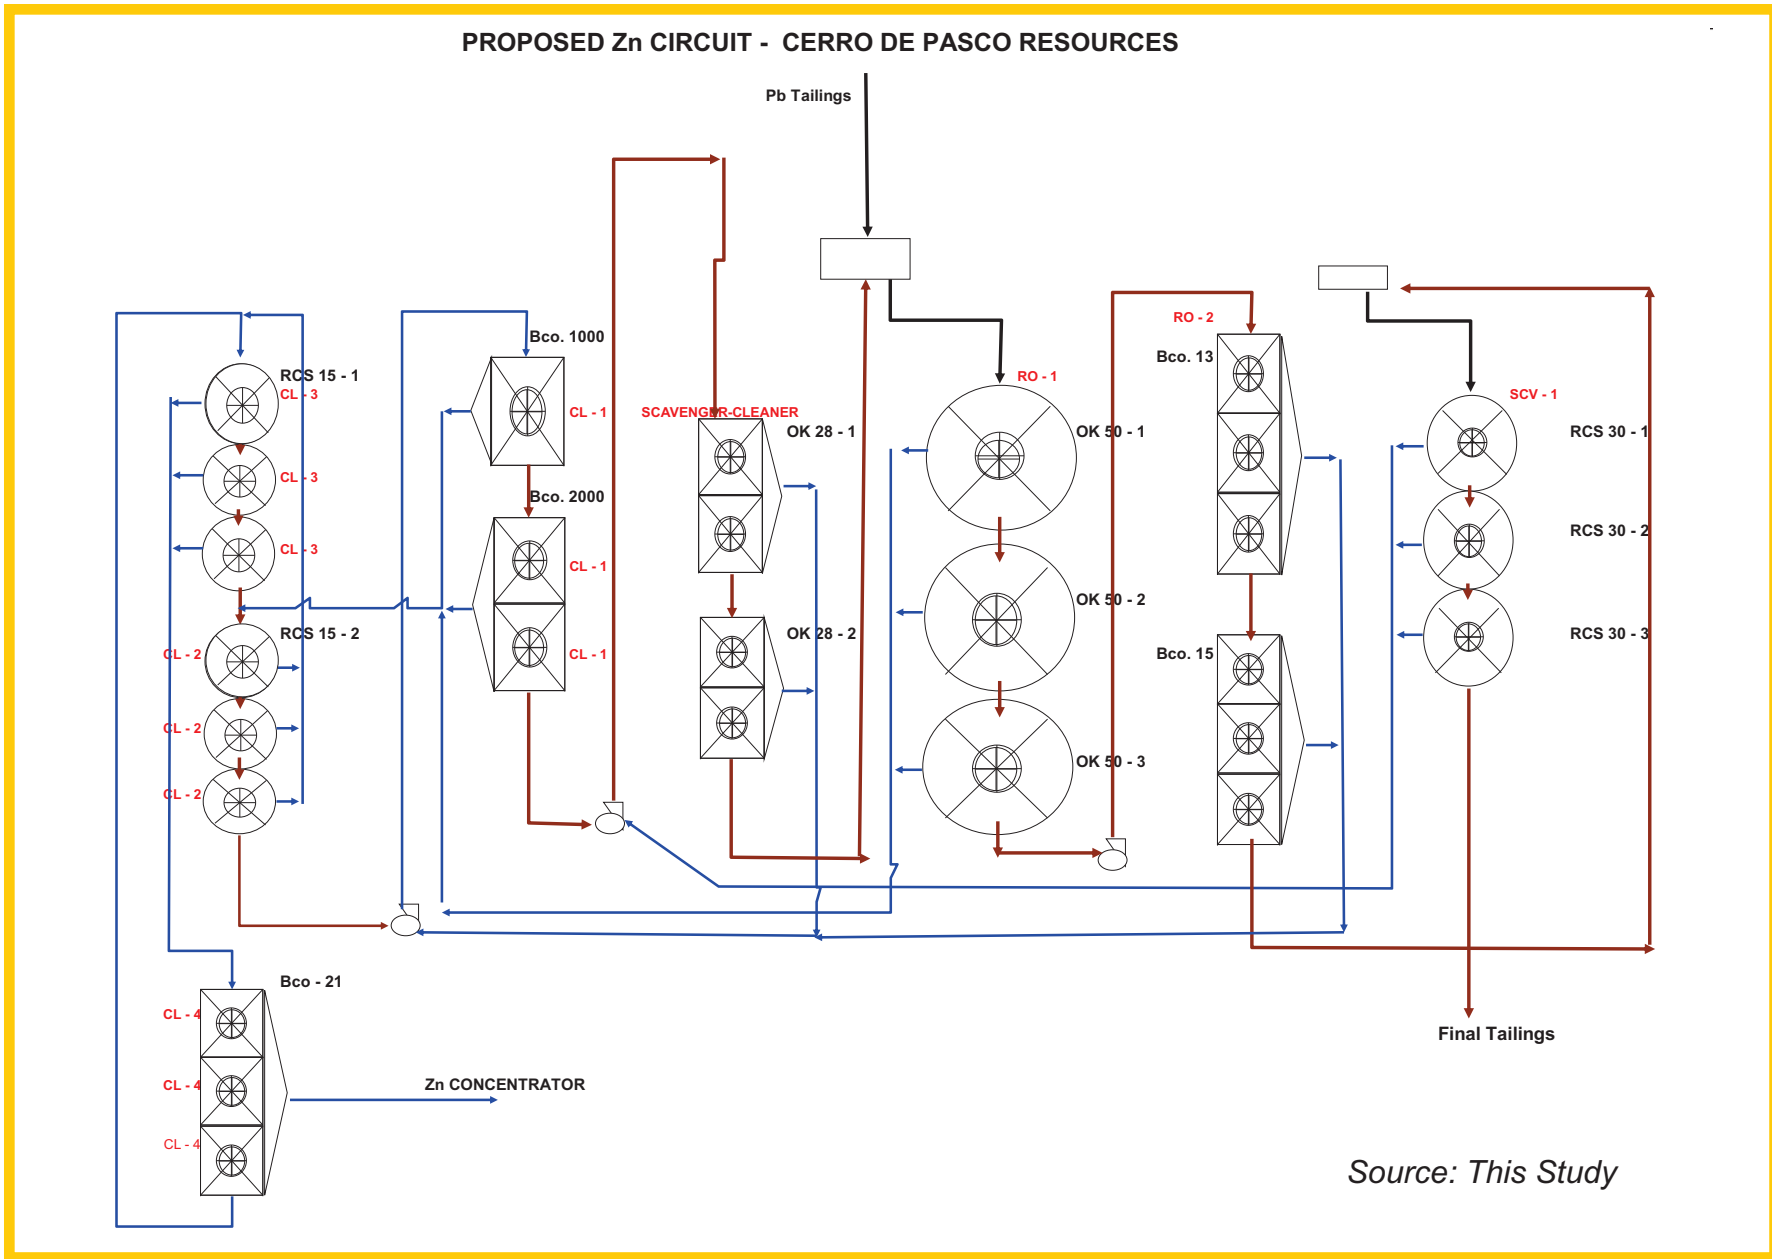 PROPOSED Zn CIRCUIT - CERRO DE PASCO RESOURCES
-
Pb Tailings
RCS 15 - 1
CL - 3
CL - 3
CL - 3
RCS 15 - 2
CL - 2
CL - 2
CL - 2
Bco. 1000
CL - 1
Bco. 2000
CL - 1
CL - 1
SCAVENGER-CLEANER
OK 28 - 1
OK 28 - 2
RO - 1
OK 50 - 1
OK 50 - 2
OK 50 - 3
RO - 2
Bco. 13
Bco. 15
SCV - 1
RCS 30 - 1
RCS 30 - 2
RCS 30 - 3
Bco - 21
CL - 4
CL - 4
CL - 4
Zn CONCENTRATOR
Final Tailings
Source: This Study